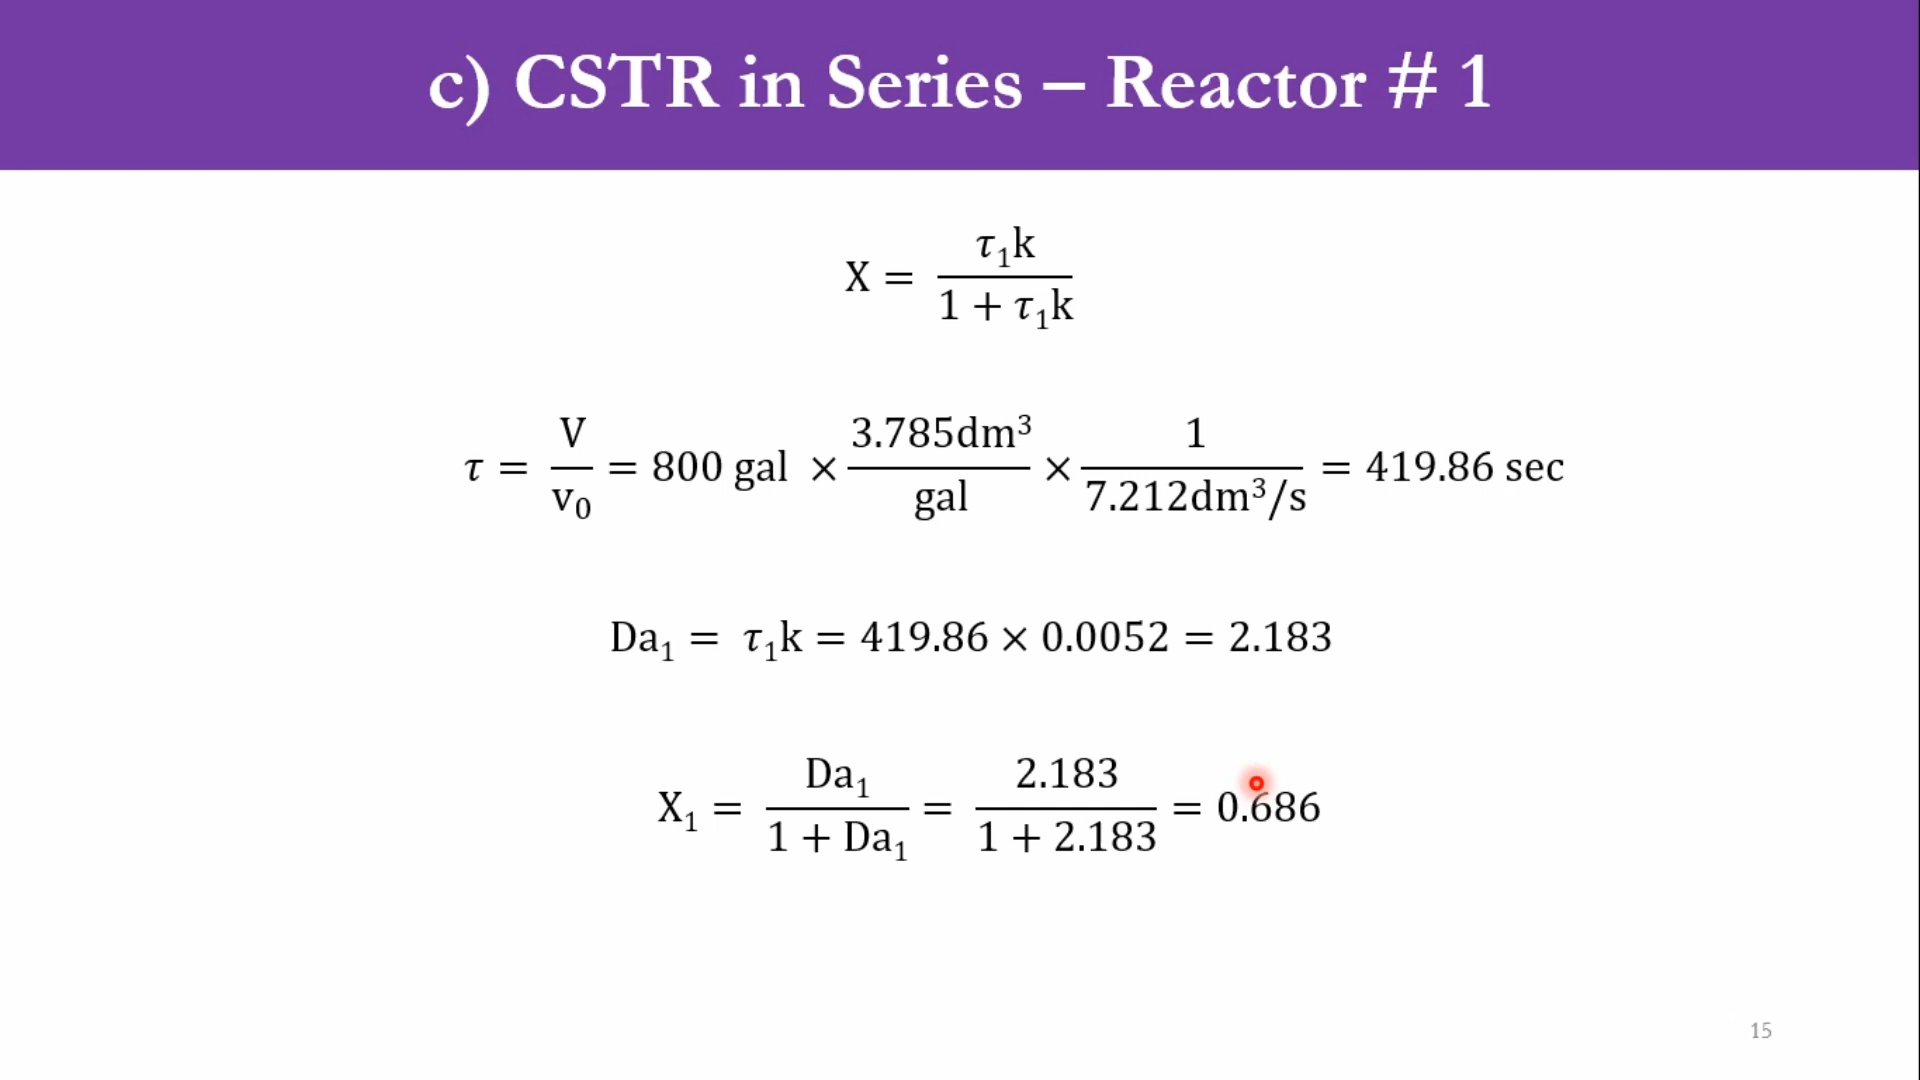 c) CSTR in Series – Reactor # 1
X = τ₁k / (1 + τ₁k)
τ = V / v₀ = 800 gal × 3.785dm³ / gal × 1 / 7.212dm³/s = 419.86 sec
Da₁ = τ₁k = 419.86 × 0.0052 = 2.183
X₁ = Da₁ / (1 + Da₁) = 2.183 / (1 + 2.183) = 0.686
15